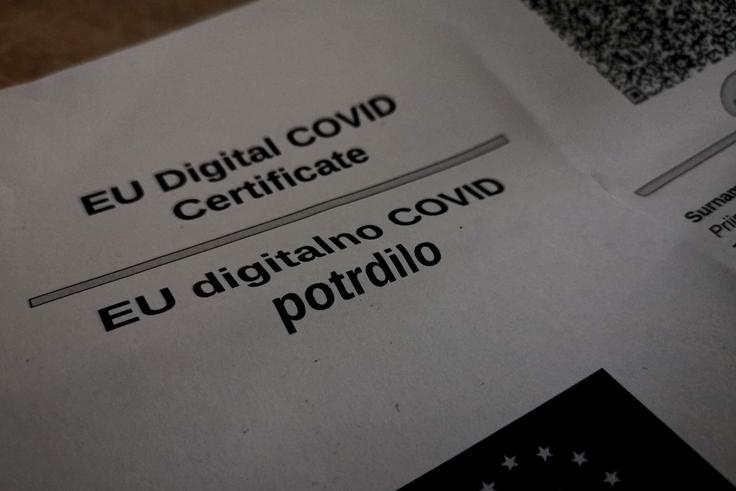 EU Digital COVID
Certificate
EU digitalno COVID
potrdilo